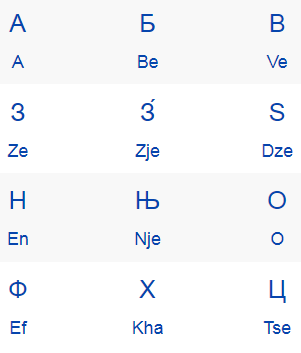 А Б В
A Be Ve
З З́ Ѕ
Ze Zje Dze
Н Њ О
En Nje O
Ф Х Ц
Ef Kha Tse